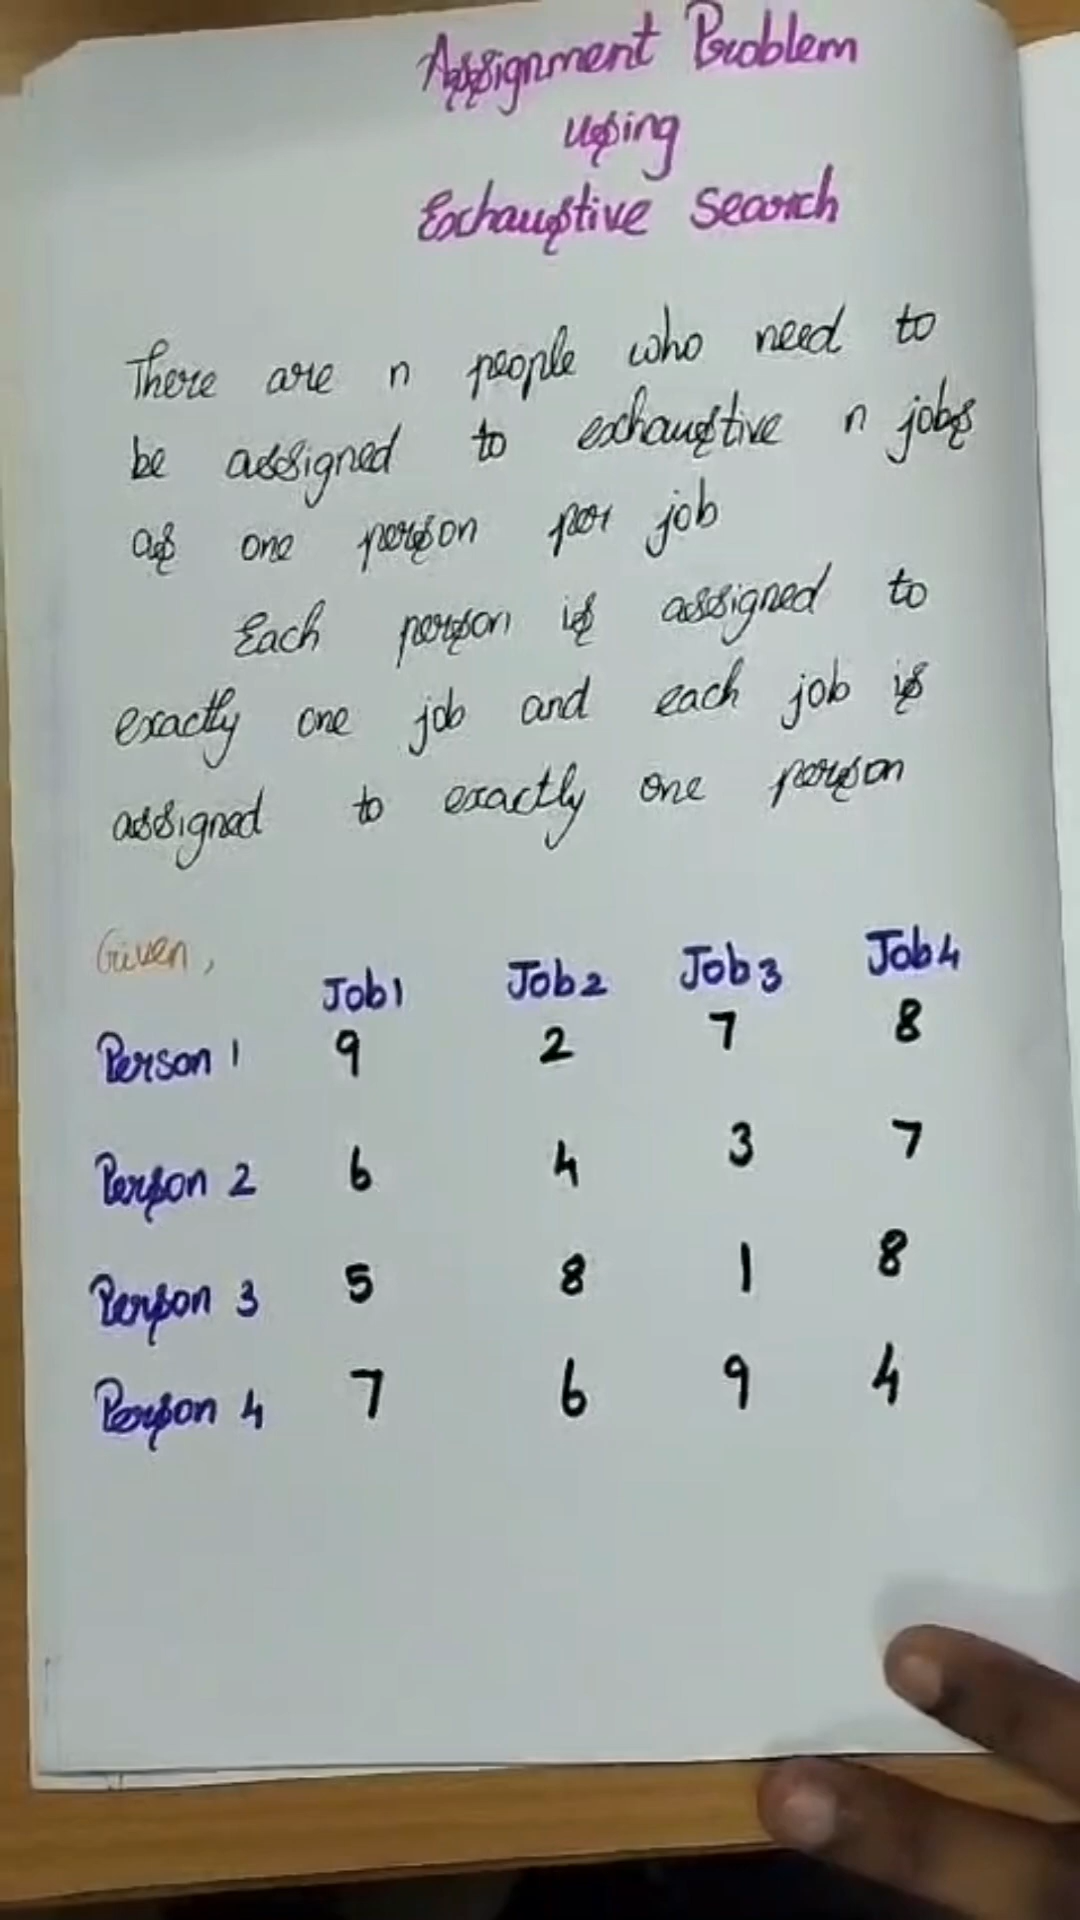 Assignment Problem
using
Exhaustive Search
There are n people who need to
be assigned to exhaustive n jobs
as one person per job
Each person is assigned to
exactly one job and each job is
assigned to exactly one person
Given,
Job1 Job2 Job3 Job4
Person 1 9 2 7 8
Person 2 6 4 3 7
Person 3 5 8 1 8
Person 4 7 6 9 4